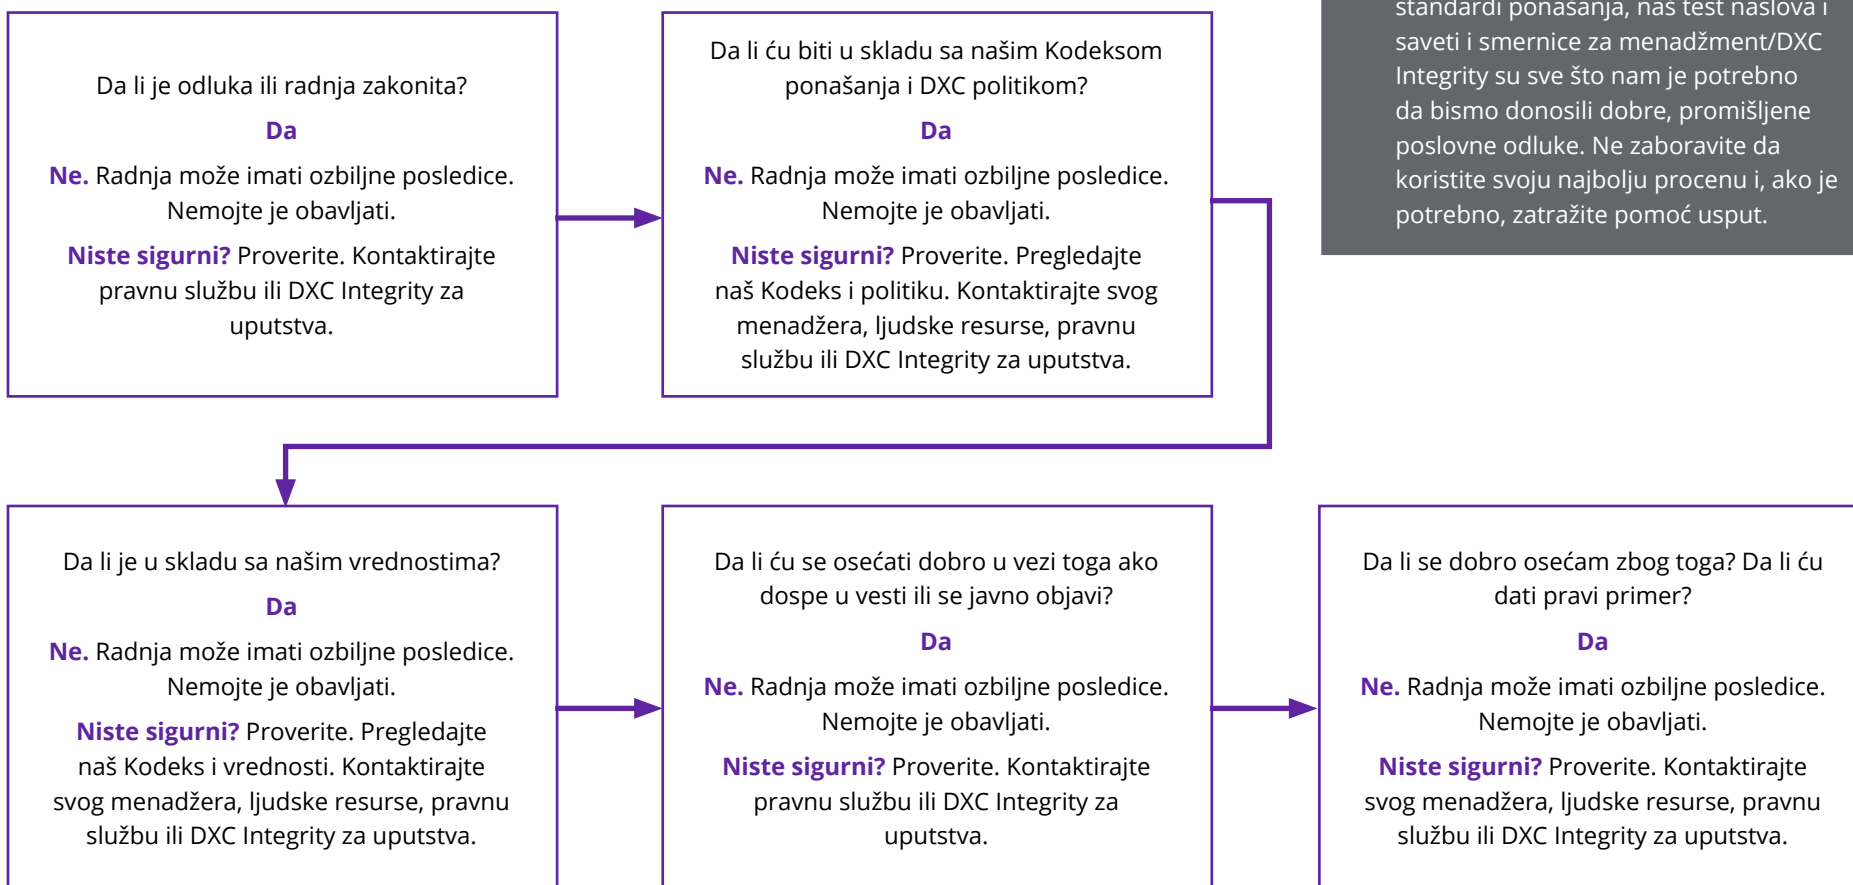 Da li je odluka ili radnja zakonita?
Da
Ne. Radnja može imati ozbiljne posledice.
Nemojte je obavljati.
Niste sigurni? Proverite. Kontaktirajte
pravnu službu ili DXC Integrity za
uputstva.
Da li ću biti u skladu sa našim Kodeksom
ponašanja i DXC politikom?
Da
Ne. Radnja može imati ozbiljne posledice.
Nemojte je obavljati.
Niste sigurni? Proverite. Pregledajte
naš Kodeks i politiku. Kontaktirajte svog
menadžera, ljudske resurse, pravnu
službu ili DXC Integrity za uputstva.
standardi ponašanja, naš test naslova i
saveti i smernice za menadžment/DXC
Integrity su sve što nam je potrebno
da bismo donosili dobre, promišljene
poslovne odluke. Ne zaboravite da
koristite svoju najbolju procenu i, ako je
potrebno, zatražite pomoć usput.
Da li je u skladu sa našim vrednostima?
Da
Ne. Radnja može imati ozbiljne posledice.
Nemojte je obavljati.
Niste sigurni? Proverite. Pregledajte
naš Kodeks i vrednosti. Kontaktirajte
svog menadžera, ljudske resurse, pravnu
službu ili DXC Integrity za uputstva.
Da li ću se osećati dobro u vezi toga ako
dospe u vesti ili se javno objavi?
Da
Ne. Radnja može imati ozbiljne posledice.
Nemojte je obavljati.
Niste sigurni? Proverite. Kontaktirajte
pravnu službu ili DXC Integrity za
uputstva.
Da li se dobro osećam zbog toga? Da li ću
dati pravi primer?
Da
Ne. Radnja može imati ozbiljne posledice.
Nemojte je obavljati.
Niste sigurni? Proverite. Kontaktirajte
svog menadžera, ljudske resurse, pravnu
službu ili DXC Integrity za uputstva.